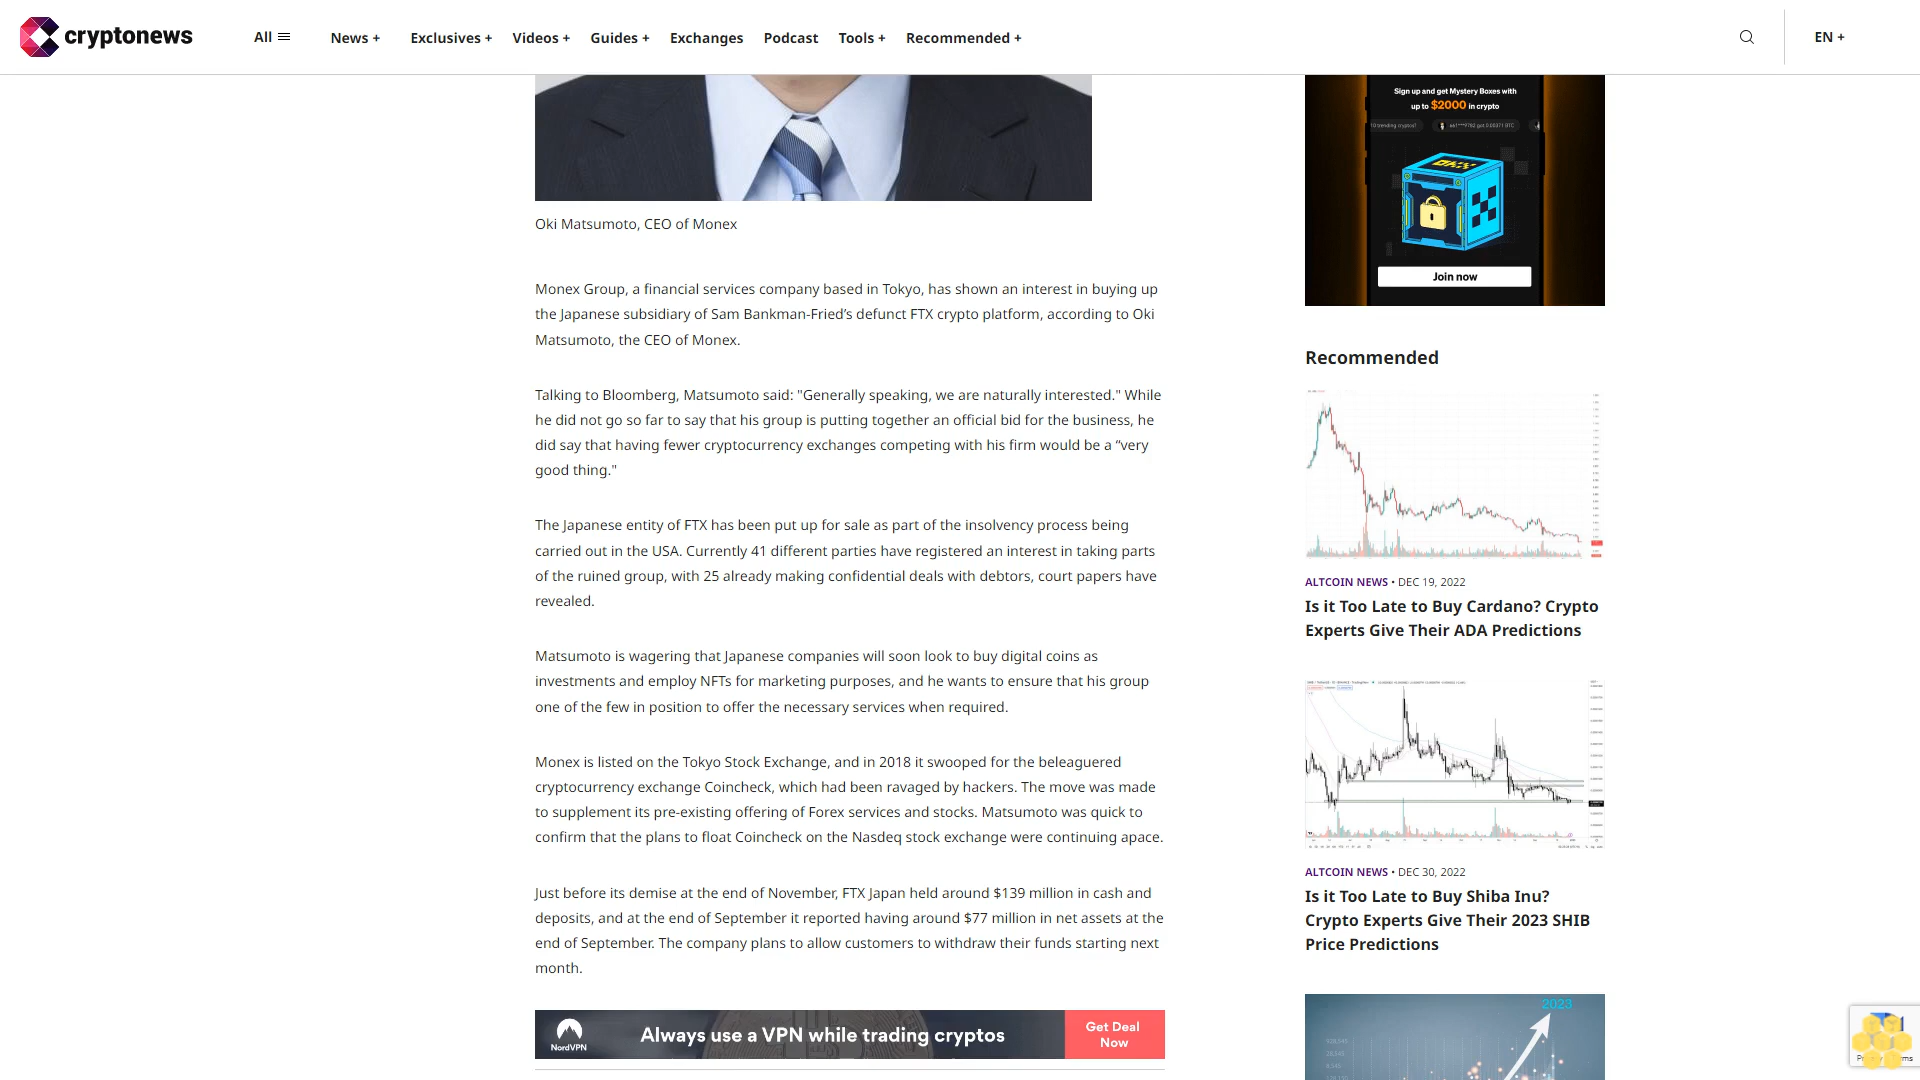 cryptonews
All
News +
Exclusives +
Videos +
Guides +
Exchanges
Podcast
Tools +
Recommended +
EN +
Oki Matsumoto, CEO of Monex
Monex Group, a financial services company based in Tokyo, has shown an interest in buying up
the Japanese subsidiary of Sam Bankman-Fried’s defunct FTX crypto platform, according to Oki
Matsumoto, the CEO of Monex.
Talking to Bloomberg, Matsumoto said: "Generally speaking, we are naturally interested." While
he did not go so far to say that his group is putting together an official bid for the business, he
did say that having fewer cryptocurrency exchanges competing with his firm would be a “very
good thing."
The Japanese entity of FTX has been put up for sale as part of the insolvency process being
carried out in the USA. Currently 41 different parties have registered an interest in taking parts
of the ruined group, with 25 already making confidential deals with debtors, court papers have
revealed.
Matsumoto is wagering that Japanese companies will soon look to buy digital coins as
investments and employ NFTs for marketing purposes, and he wants to ensure that his group
one of the few in position to offer the necessary services when required.
Monex is listed on the Tokyo Stock Exchange, and in 2018 it swooped for the beleaguered
cryptocurrency exchange Coincheck, which had been ravaged by hackers. The move was made
to supplement its pre-existing offering of Forex services and stocks. Matsumoto was quick to
confirm that the plans to float Coincheck on the Nasdeq stock exchange were continuing apace.
Just before its demise at the end of November, FTX Japan held around $139 million in cash and
deposits, and at the end of September it reported having around $77 million in net assets at the
end of September. The company plans to allow customers to withdraw their funds starting next
month.
NordVPN
Always use a VPN while trading cryptos
Get Deal
Now
Sign up and get Mystery Boxes with
up to $2000 in crypto
Join now
Recommended
ALTCOIN NEWS • DEC 19, 2022
Is it Too Late to Buy Cardano? Crypto
Experts Give Their ADA Predictions
ALTCOIN NEWS • DEC 30, 2022
Is it Too Late to Buy Shiba Inu?
Crypto Experts Give Their 2023 SHIB
Price Predictions
2023